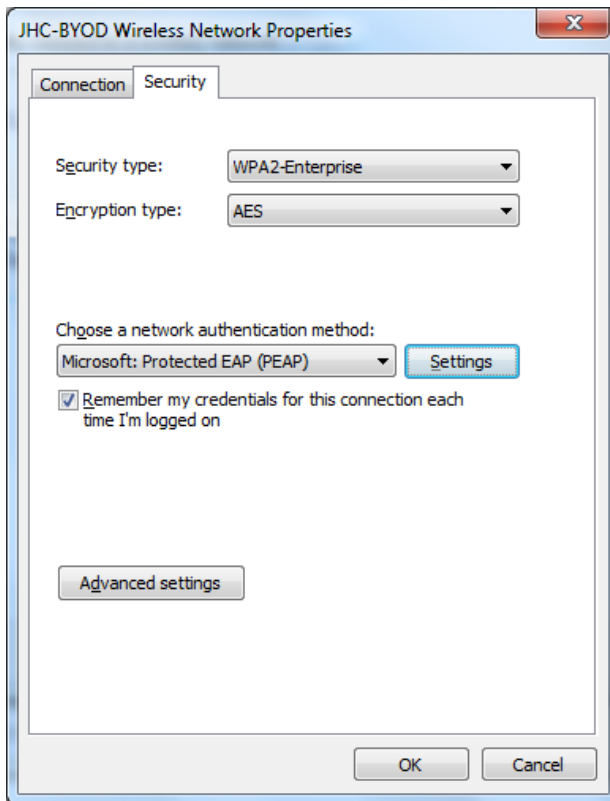 JHC-BYOD Wireless Network Properties
Connection
Security
Security type:
WPA2-Enterprise
Encryption type:
AES
Choose a network authentication method:
Microsoft: Protected EAP (PEAP)
Settings
Remember my credentials for this connection each
time I'm logged on
Advanced settings
OK
Cancel